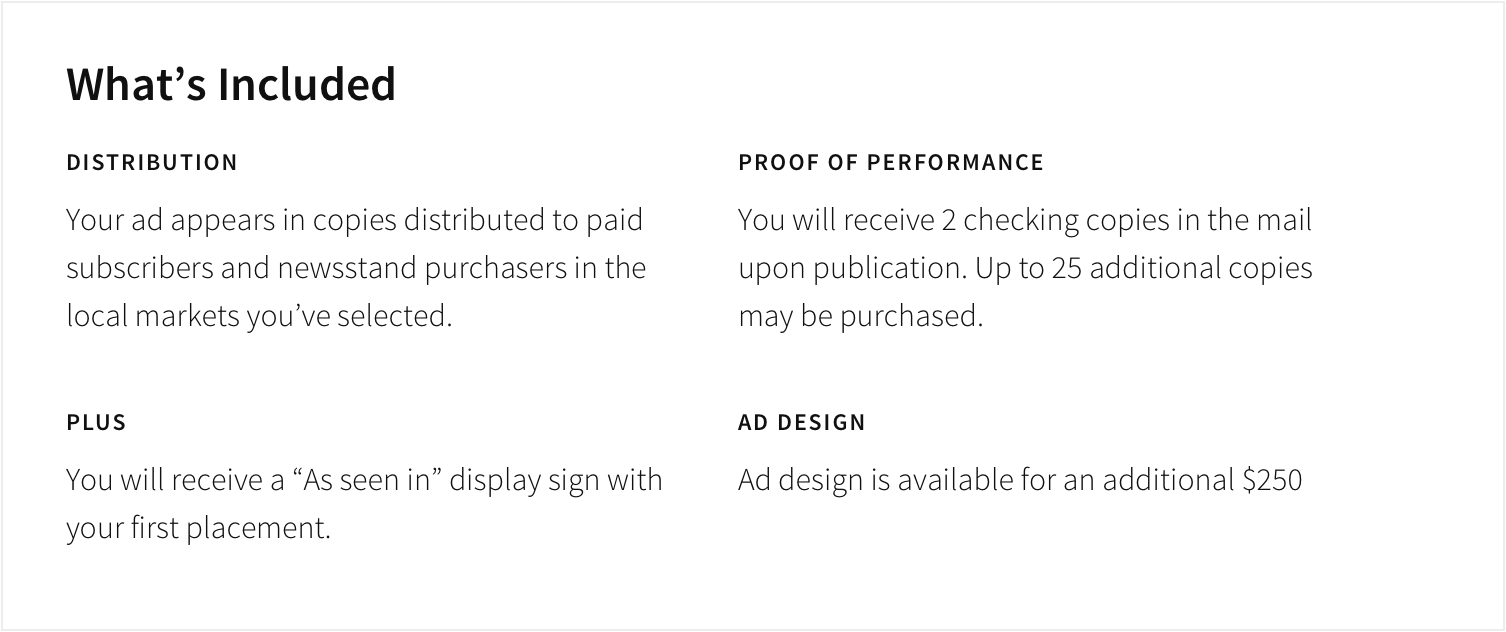 What’s Included
DISTRIBUTION
Your ad appears in copies distributed to paid
subscribers and newsstand purchasers in the
local markets you’ve selected.
PROOF OF PERFORMANCE
You will receive 2 checking copies in the mail
upon publication. Up to 25 additional copies
may be purchased.
PLUS
You will receive a “As seen in” display sign with
your first placement.
AD DESIGN
Ad design is available for an additional $250